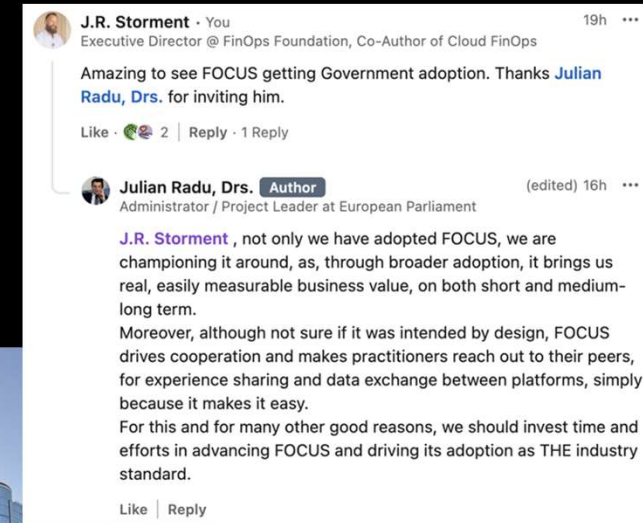 J.R. Storment · You
19h ···
Executive Director @ FinOps Foundation, Co-Author of Cloud FinOps
Amazing to see FOCUS getting Government adoption. Thanks Julian
Radu, Drs. for inviting him.
Like · 2 | Reply · 1 Reply
Julian Radu, Drs. Author
(edited) 16h ···
Administrator / Project Leader at European Parliament
J.R. Storment , not only we have adopted FOCUS, we are
championing it around, as, through broader adoption, it brings us
real, easily measurable business value, on both short and medium-
long term.
Moreover, although not sure if it was intended by design, FOCUS
drives cooperation and makes practitioners reach out to their peers,
for experience sharing and data exchange between platforms, simply
because it makes it easy.
For this and for many other good reasons, we should invest time and
efforts in advancing FOCUS and driving its adoption as THE industry
standard.
Like | Reply